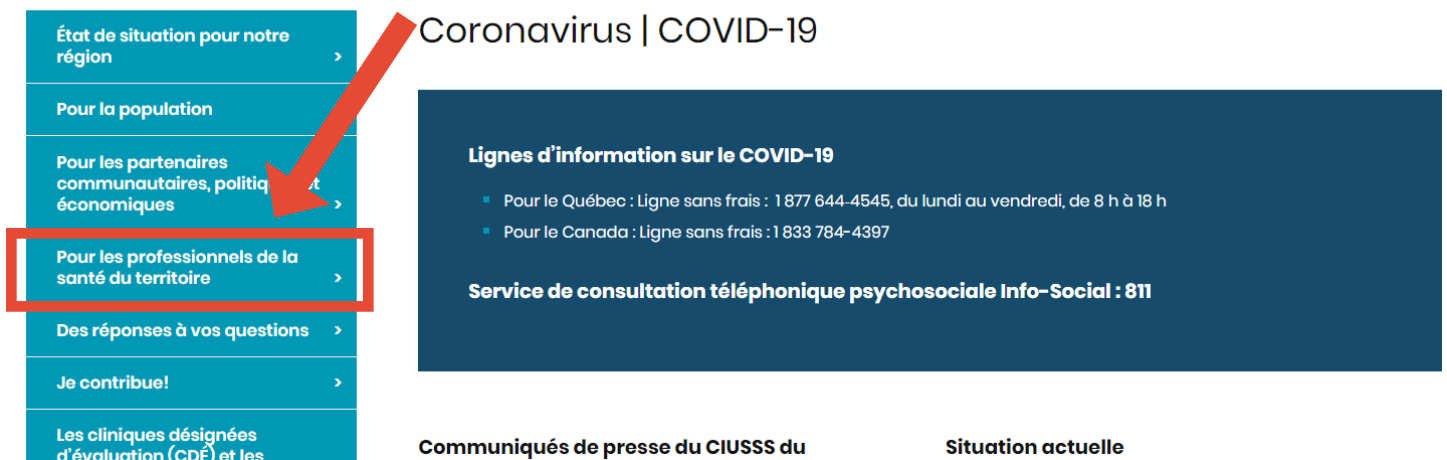 État de situation pour notre
région
Pour la population
Pour les partenaires
communautaires, politiqu t
économiques
Pour les professionnels de la
santé du territoire
Des réponses à vos questions
Je contribue!
Les cliniques désignées
d'évaluation (CDÉ) et les
Coronavirus | COVID-19
Lignes d'information sur le COVID-19
Pour le Québec : Ligne sans frais : 1 877 644-4545, du lundi au vendredi, de 8 h à 18 h
Pour le Canada : Ligne sans frais : 1 833 784-4397
Service de consultation téléphonique psychosociale Info-Social : 811
Communiqués de presse du CIUSSS du
Situation actuelle